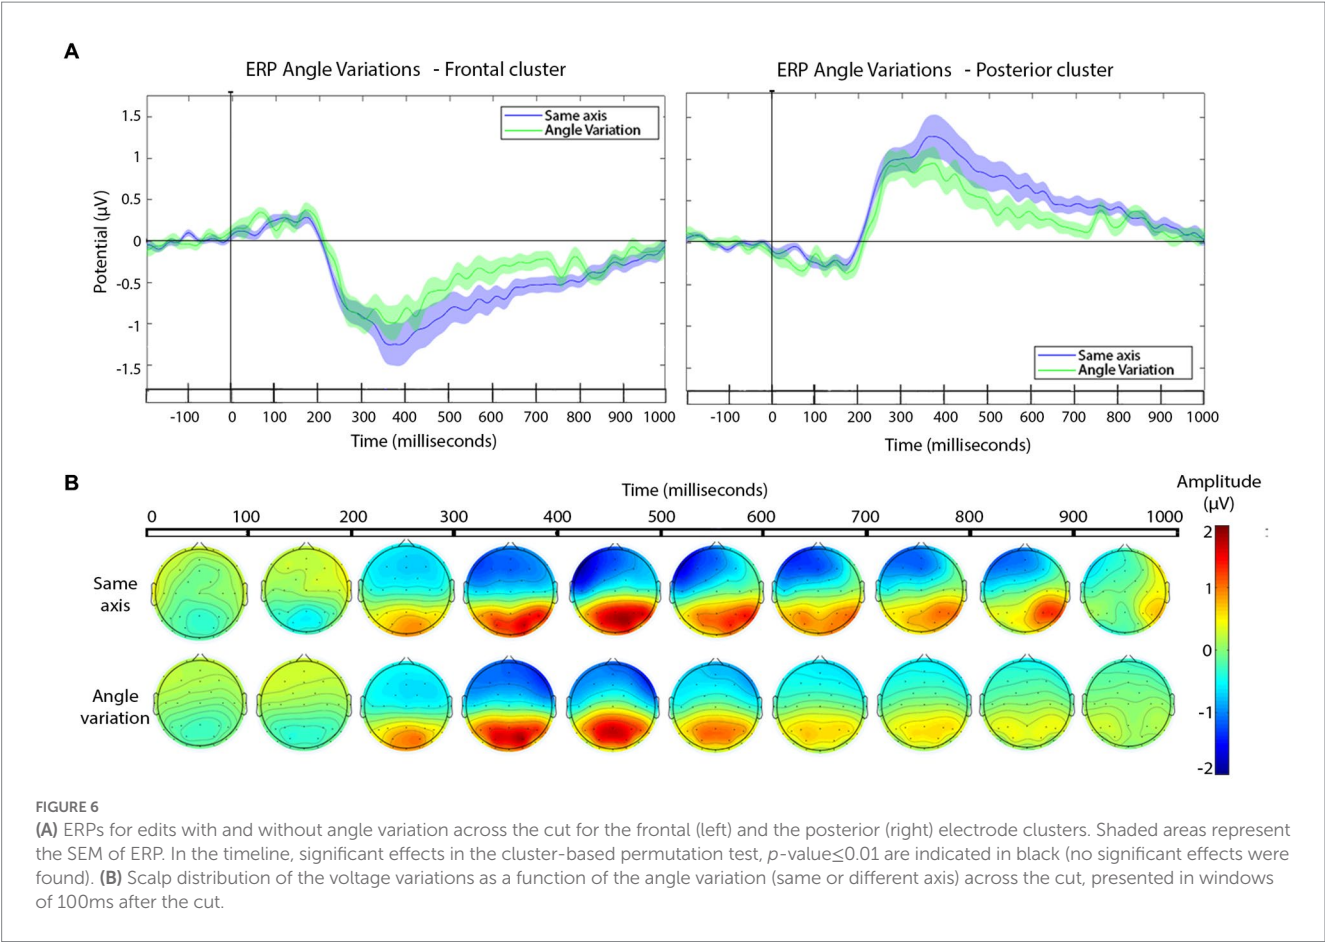 A
ERP Angle Variations - Frontal cluster
Same axis
Angle Variation
Potential (µV)
1.5
1
0.5
0
-0.5
-1
-1.5
-100 0 100 200 300 400 500 600 700 800 900 1000
Time (milliseconds)
ERP Angle Variations - Posterior cluster
Same axis
Angle Variation
-100 0 100 200 300 400 500 600 700 800 900 1000
Time (milliseconds)
B
Time (milliseconds)
0 100 200 300 400 500 600 700 800 900 1000
Same
axis
Angle
variation
Amplitude
(µV)
2
1
0
-1
-2
FIGURE 6
(A) ERPs for edits with and without angle variation across the cut for the frontal (left) and the posterior (right) electrode clusters. Shaded areas represent
the SEM of ERP. In the timeline, significant effects in the cluster-based permutation test, p-value≤0.01 are indicated in black (no significant effects were
found). (B) Scalp distribution of the voltage variations as a function of the angle variation (same or different axis) across the cut, presented in windows
of 100ms after the cut.